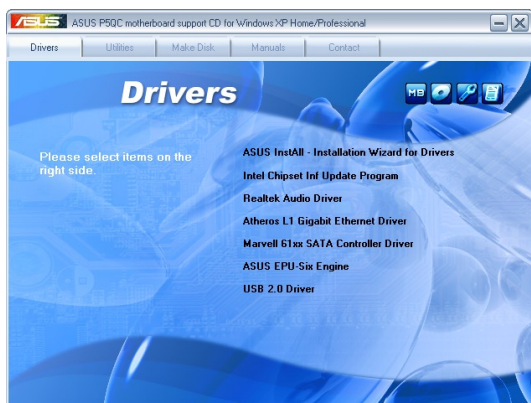 ASUS ASUS P5QC motherboard support CD for Windows XP Home/Professional
Drivers Utilities Make Disk Manuals Contact
Drivers
MB
Please select items on the
right side.
ASUS InstAll - Installation Wizard for Drivers
Intel Chipset Inf Update Program
Realtek Audio Driver
Atheros L1 Gigabit Ethernet Driver
Marvell 61xx SATA Controller Driver
ASUS EPU-Six Engine
USB 2.0 Driver